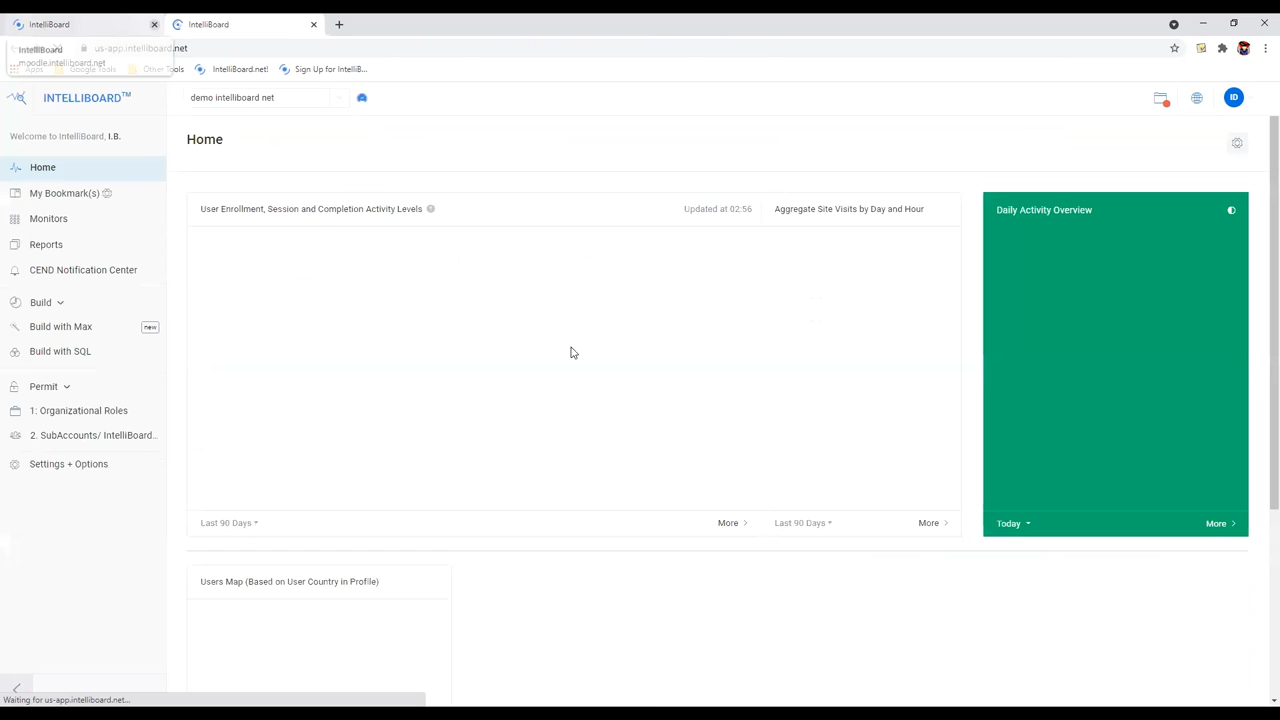 IntelliBoard
IntelliBoard
us-app.intelliboard.net
IntelliBoard
moodle.intelliboard.net
Apps
Google Tools
Other Tools
IntelliBoard.net!
Sign Up for IntelliB...
INTELLIBOARD™
demo intelliboard net
ID
Welcome to IntelliBoard, I.B.
Home
My Bookmark(s)
Monitors
Reports
CEND Notification Center
Build
Build with Max
new
Build with SQL
Permit
1: Organizational Roles
2. SubAccounts/ IntelliBoard...
Settings + Options
Home
User Enrollment, Session and Completion Activity Levels
Updated at 02:56
Aggregate Site Visits by Day and Hour
Daily Activity Overview
Last 90 Days
More
Last 90 Days
More
Today
More
Users Map (Based on User Country in Profile)
Waiting for us-app.intelliboard.net...